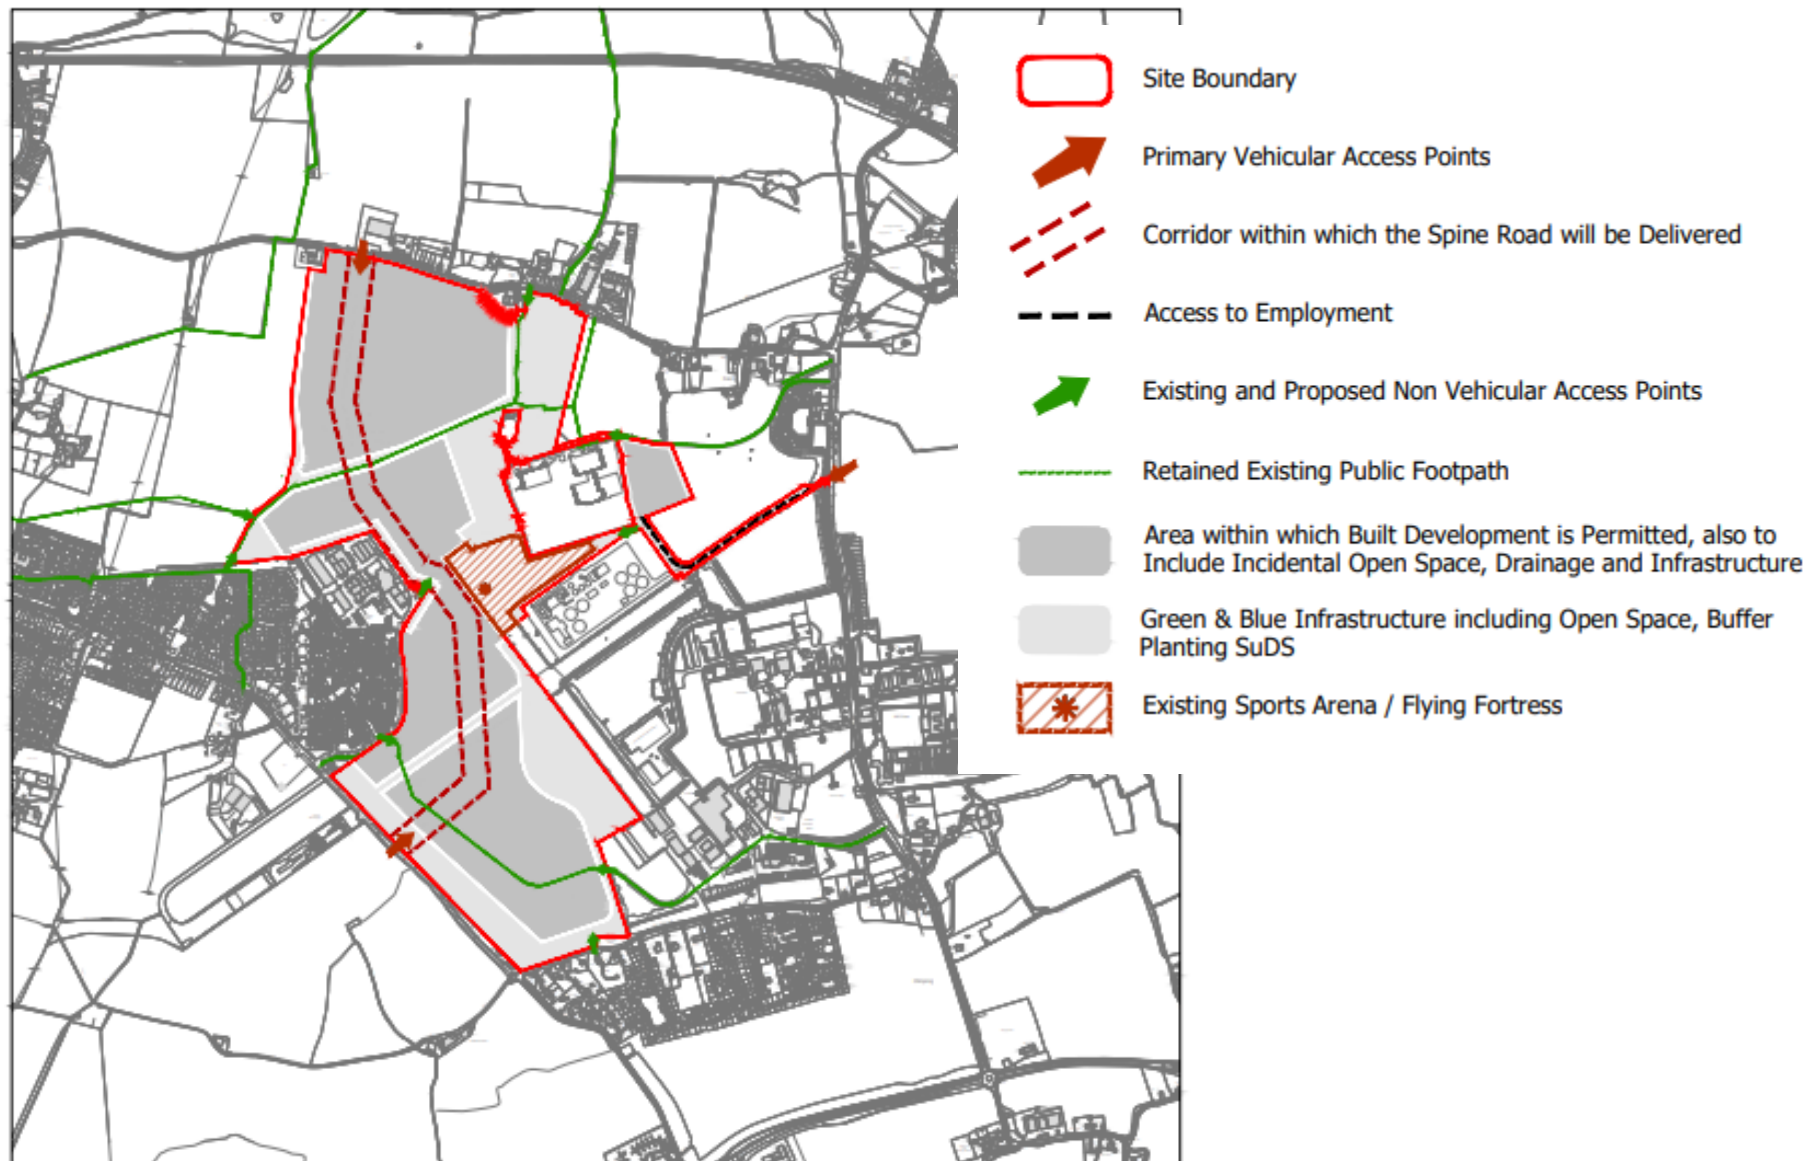 Site Boundary
Primary Vehicular Access Points
Corridor within which the Spine Road will be Delivered
Access to Employment
Existing and Proposed Non Vehicular Access Points
Retained Existing Public Footpath
Area within which Built Development is Permitted, also to
Include Incidental Open Space, Drainage and Infrastructure
Green & Blue Infrastructure including Open Space, Buffer
Planting SuDS
Existing Sports Arena / Flying Fortress